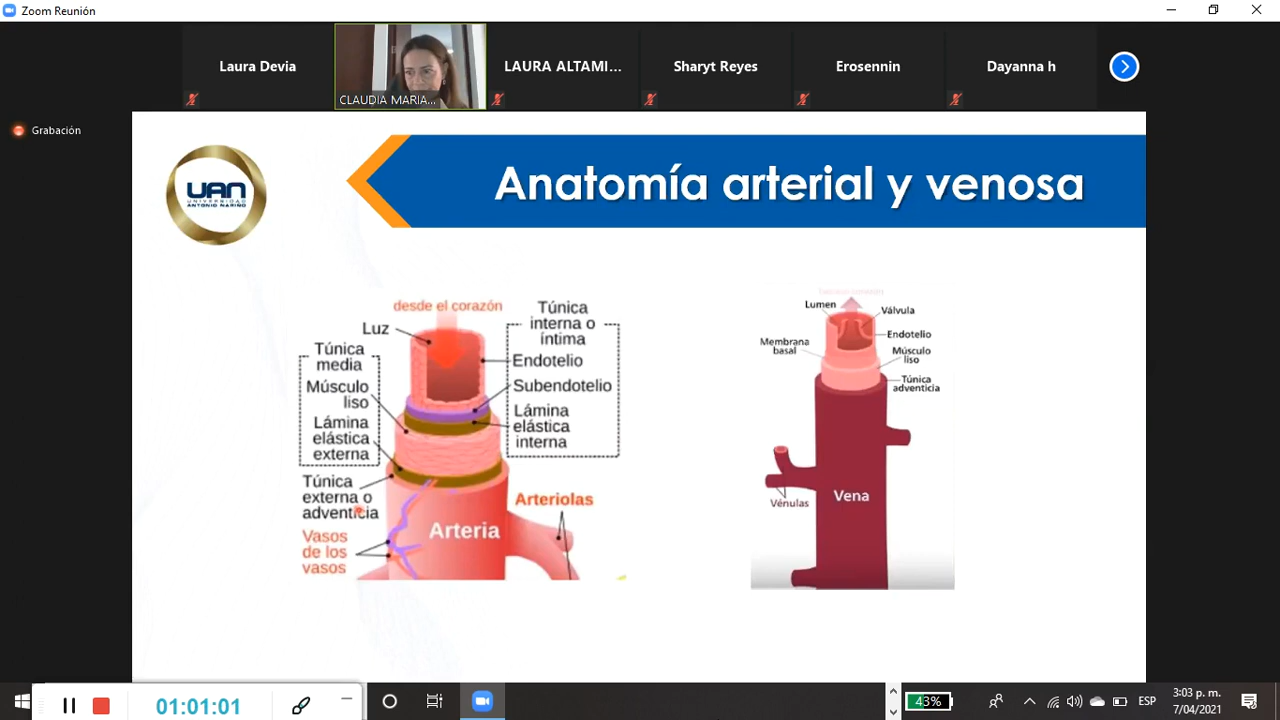 Zoom Reunión
Laura Devia
CLAUDIA MARIA...
LAURA ALTAMI...
Sharyt Reyes
Erosennin
Dayanna h
Grabación
UAN
UNIVERSIDAD
ANTONIO NARIÑO
Anatomía arterial y venosa
desde el corazón
Luz
Túnica
media
Músculo
liso
Lámina
elástica
externa
Túnica
externa o
adventicia
Vasos
de los
vasos
Túnica
interna o
íntima
Endotelio
Subendotelio
Lámina
elástica
interna
Arteriolas
Arteria
Lumen
Válvula
Endotelio
Membrana
basal
Músculo
liso
Túnica
adventicia
Vénulas
Vena
01:01:01
43%
ESP
3:03 p. m.
7/04/2021